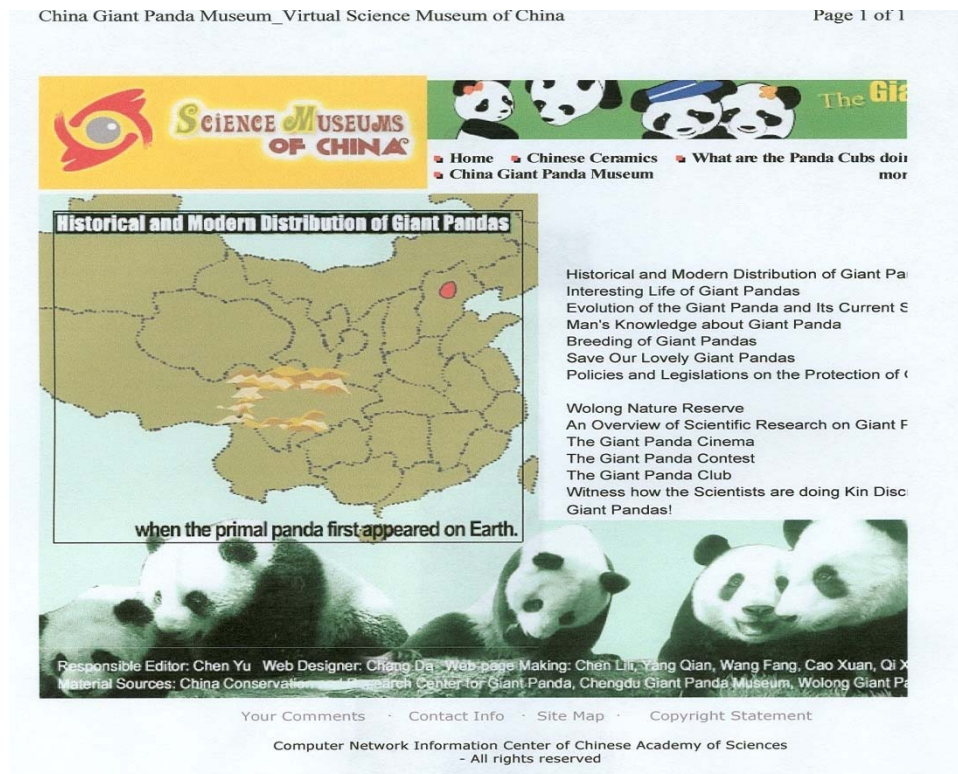 China Giant Panda Museum_Virtual Science Museum of China Page 1 of 1
SCIENCE MUSEUMS
OF CHINA
The Gia
Home Chinese Ceramics What are the Panda Cubs doin
China Giant Panda Museum mor
Historical and Modern Distribution of Giant Pandas
Historical and Modern Distribution of Giant Pa
Interesting Life of Giant Pandas
Evolution of the Giant Panda and Its Current S
Man's Knowledge about Giant Panda
Breeding of Giant Pandas
Save Our Lovely Giant Pandas
Policies and Legislations on the Protection of
Wolong Nature Reserve
An Overview of Scientific Research on Giant P
The Giant Panda Cinema
The Giant Panda Contest
The Giant Panda Club
Witness how the Scientists are doing Kin Disc
Giant Pandas!
when the primal panda first appeared on Earth.
Responsible Editor: Chen Yu Web Designer: Chang Da Web-page Making: Chen Lili, Yang Qian, Wang Fang, Cao Xuan, Qi X
Material Sources: China Conservation and Research Center for Giant Panda, Chengdu Giant Panda Museum, Wolong Giant Pa
Your Comments · Contact Info · Site Map · Copyright Statement
Computer Network Information Center of Chinese Academy of Sciences
- All rights reserved